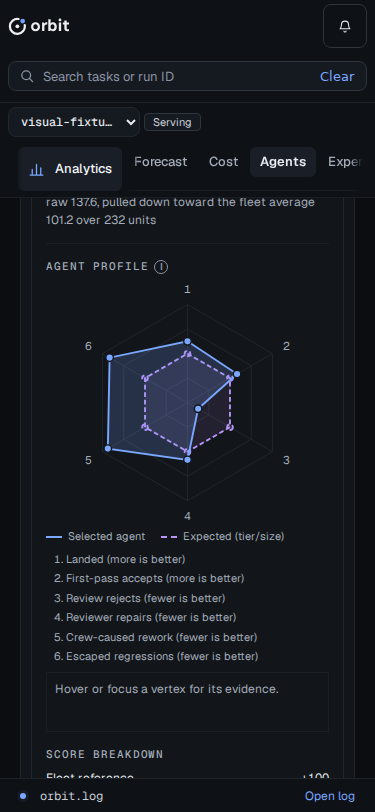 orbit
Search tasks or run ID
Clear
visual-fixtu…
Serving
Analytics
Forecast
Cost
Agents
Exper
raw 137.6, pulled down toward the fleet average
101.2 over 232 units
AGENT PROFILE
1
2
3
4
5
6
Selected agent
Expected (tier/size)
1. Landed (more is better)
2. First-pass accepts (more is better)
3. Review rejects (fewer is better)
4. Reviewer repairs (fewer is better)
5. Crew-caused rework (fewer is better)
6. Escaped regressions (fewer is better)
Hover or focus a vertex for its evidence.
SCORE BREAKDOWN
Fleet reference
+100
orbit.log
Open log